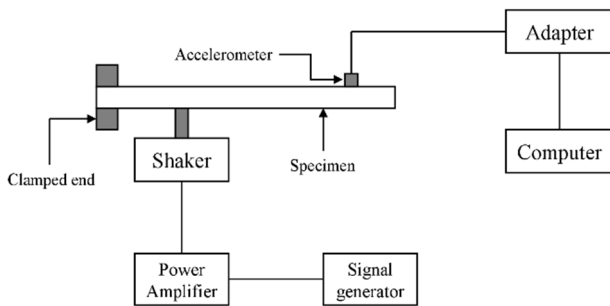 Adapter
Accelerometer
Computer
Shaker
Specimen
Clamped end
Power
Amplifier
Signal
generator